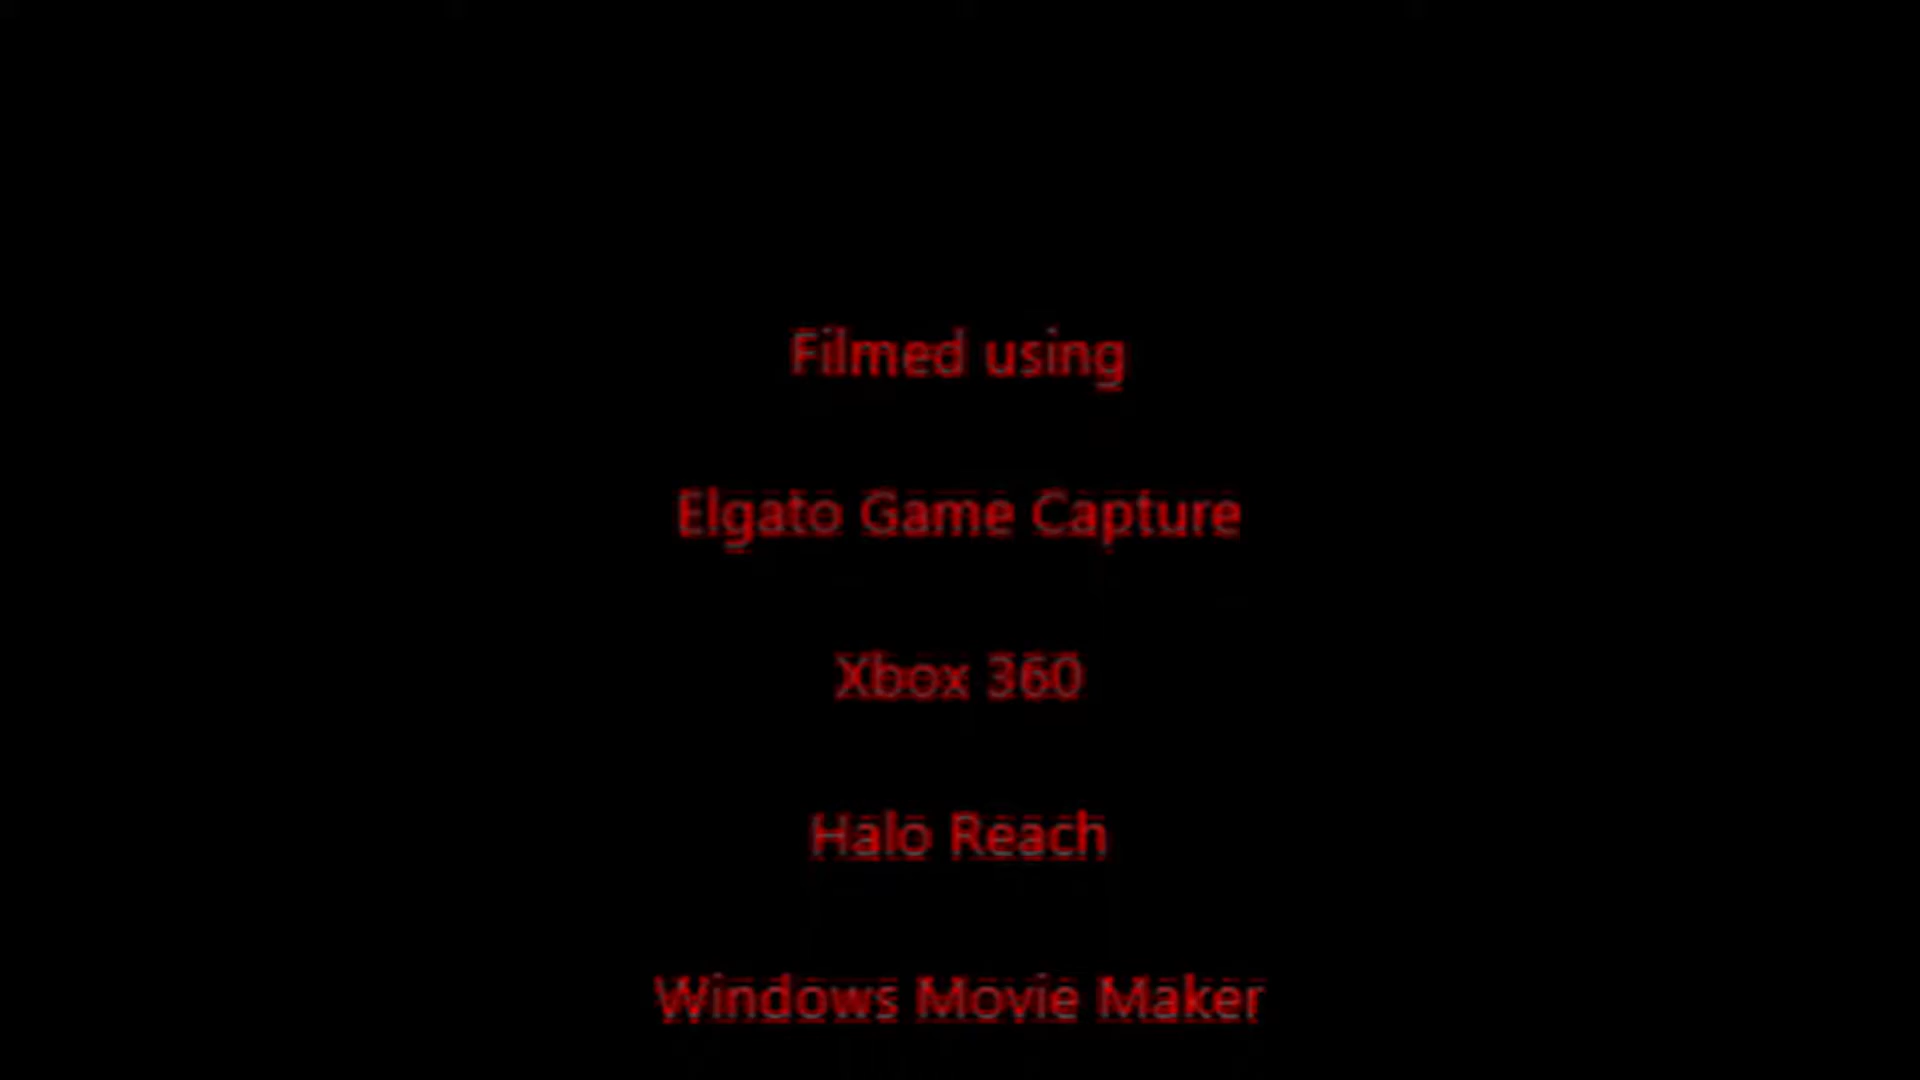 Filmed using
Elgato Game Capture
Xbox 360
Halo Reach
Windows Movie Maker